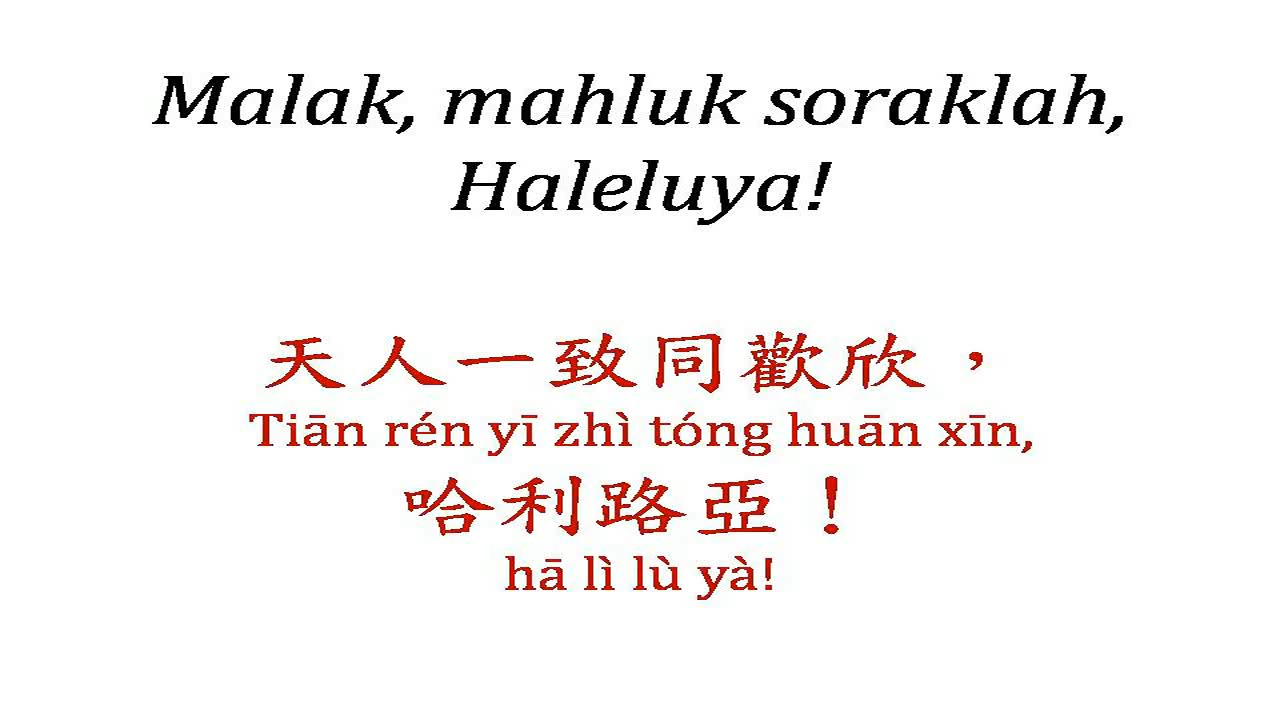 Malak, mahluk soraklah,
Haleluya!
天人一致同歡欣，
Tiān rén yī zhì tóng huān xīn,
哈利路亞！
hā lì lù yà!